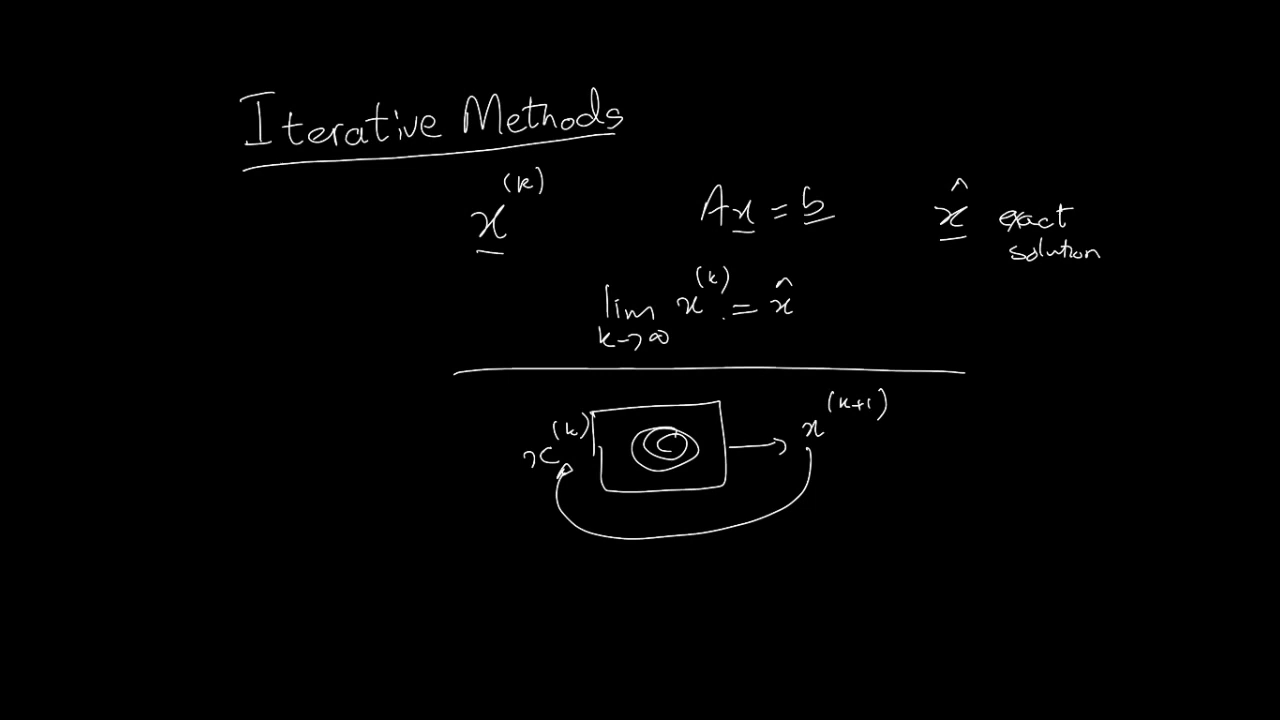 Iterative Methods
x^(k) Ax = b x̂ exact
solution
lim x^(k) = x̂
k→∞
x^(k) → x^(k+1)